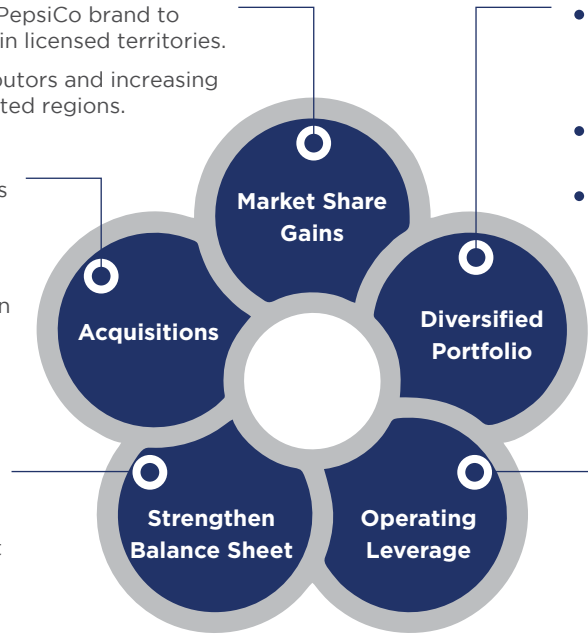 PepsiCo brand to
in licensed territories.
butors and increasing
ted regions.
s
n
t
Market Share
Gains
Acquisitions
Diversified
Portfolio
Strengthen
Balance Sheet
Operating
Leverage